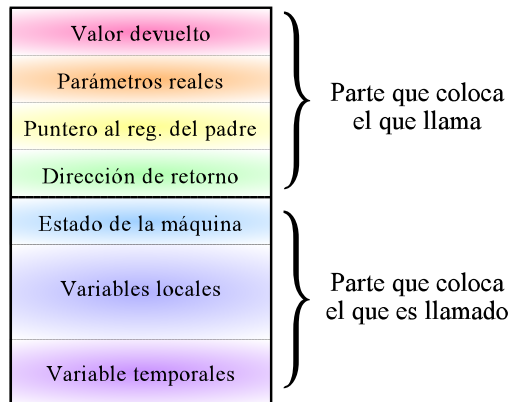 Valor devuelto
Parámetros reales
Puntero al reg. del padre
Dirección de retorno
Parte que coloca
el que llama
Estado de la máquina
Variables locales
Variable temporales
Parte que coloca
el que es llamado